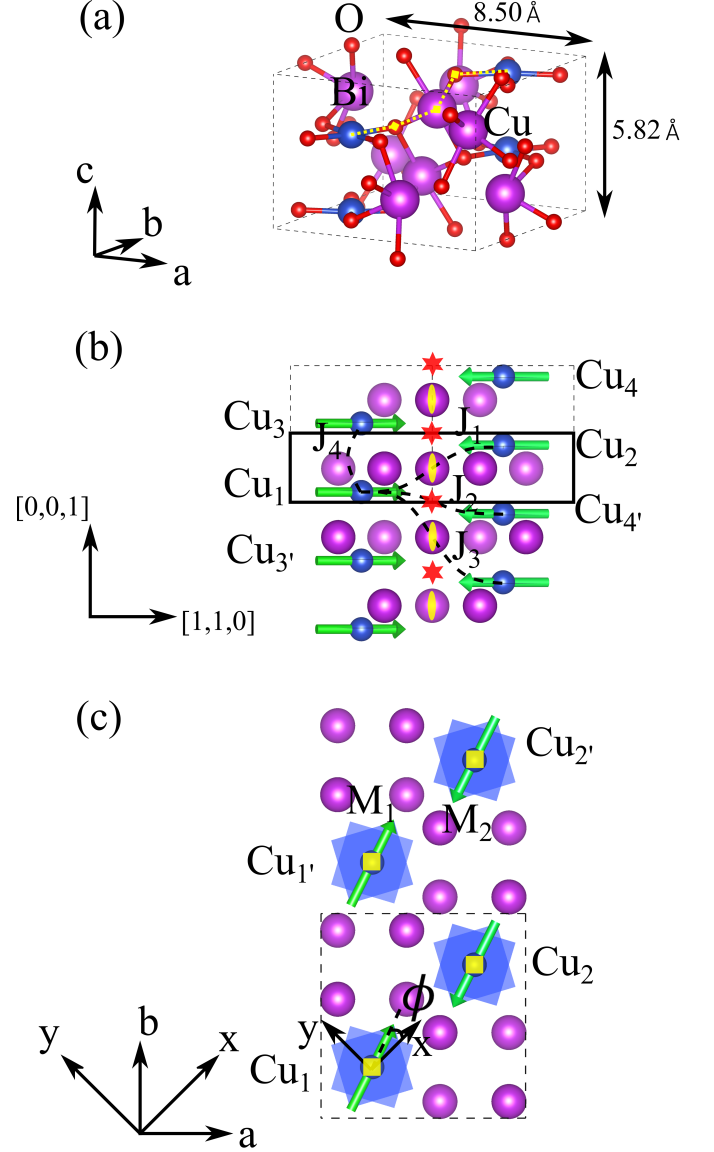 (a)
O
8.50 Å
Bi
Cu
5.82 Å
c
b
a
(b)
Cu₄
Cu₃
J₁
J₄
Cu₂
Cu₁
J₂
[0,0,1]
Cu₄'
J₃
Cu₃'
[1,1,0]
(c)
Cu₂'
M₁
M₂
Cu₁'
Cu₂
ϕ
y
b
x
y
x
Cu₁
a